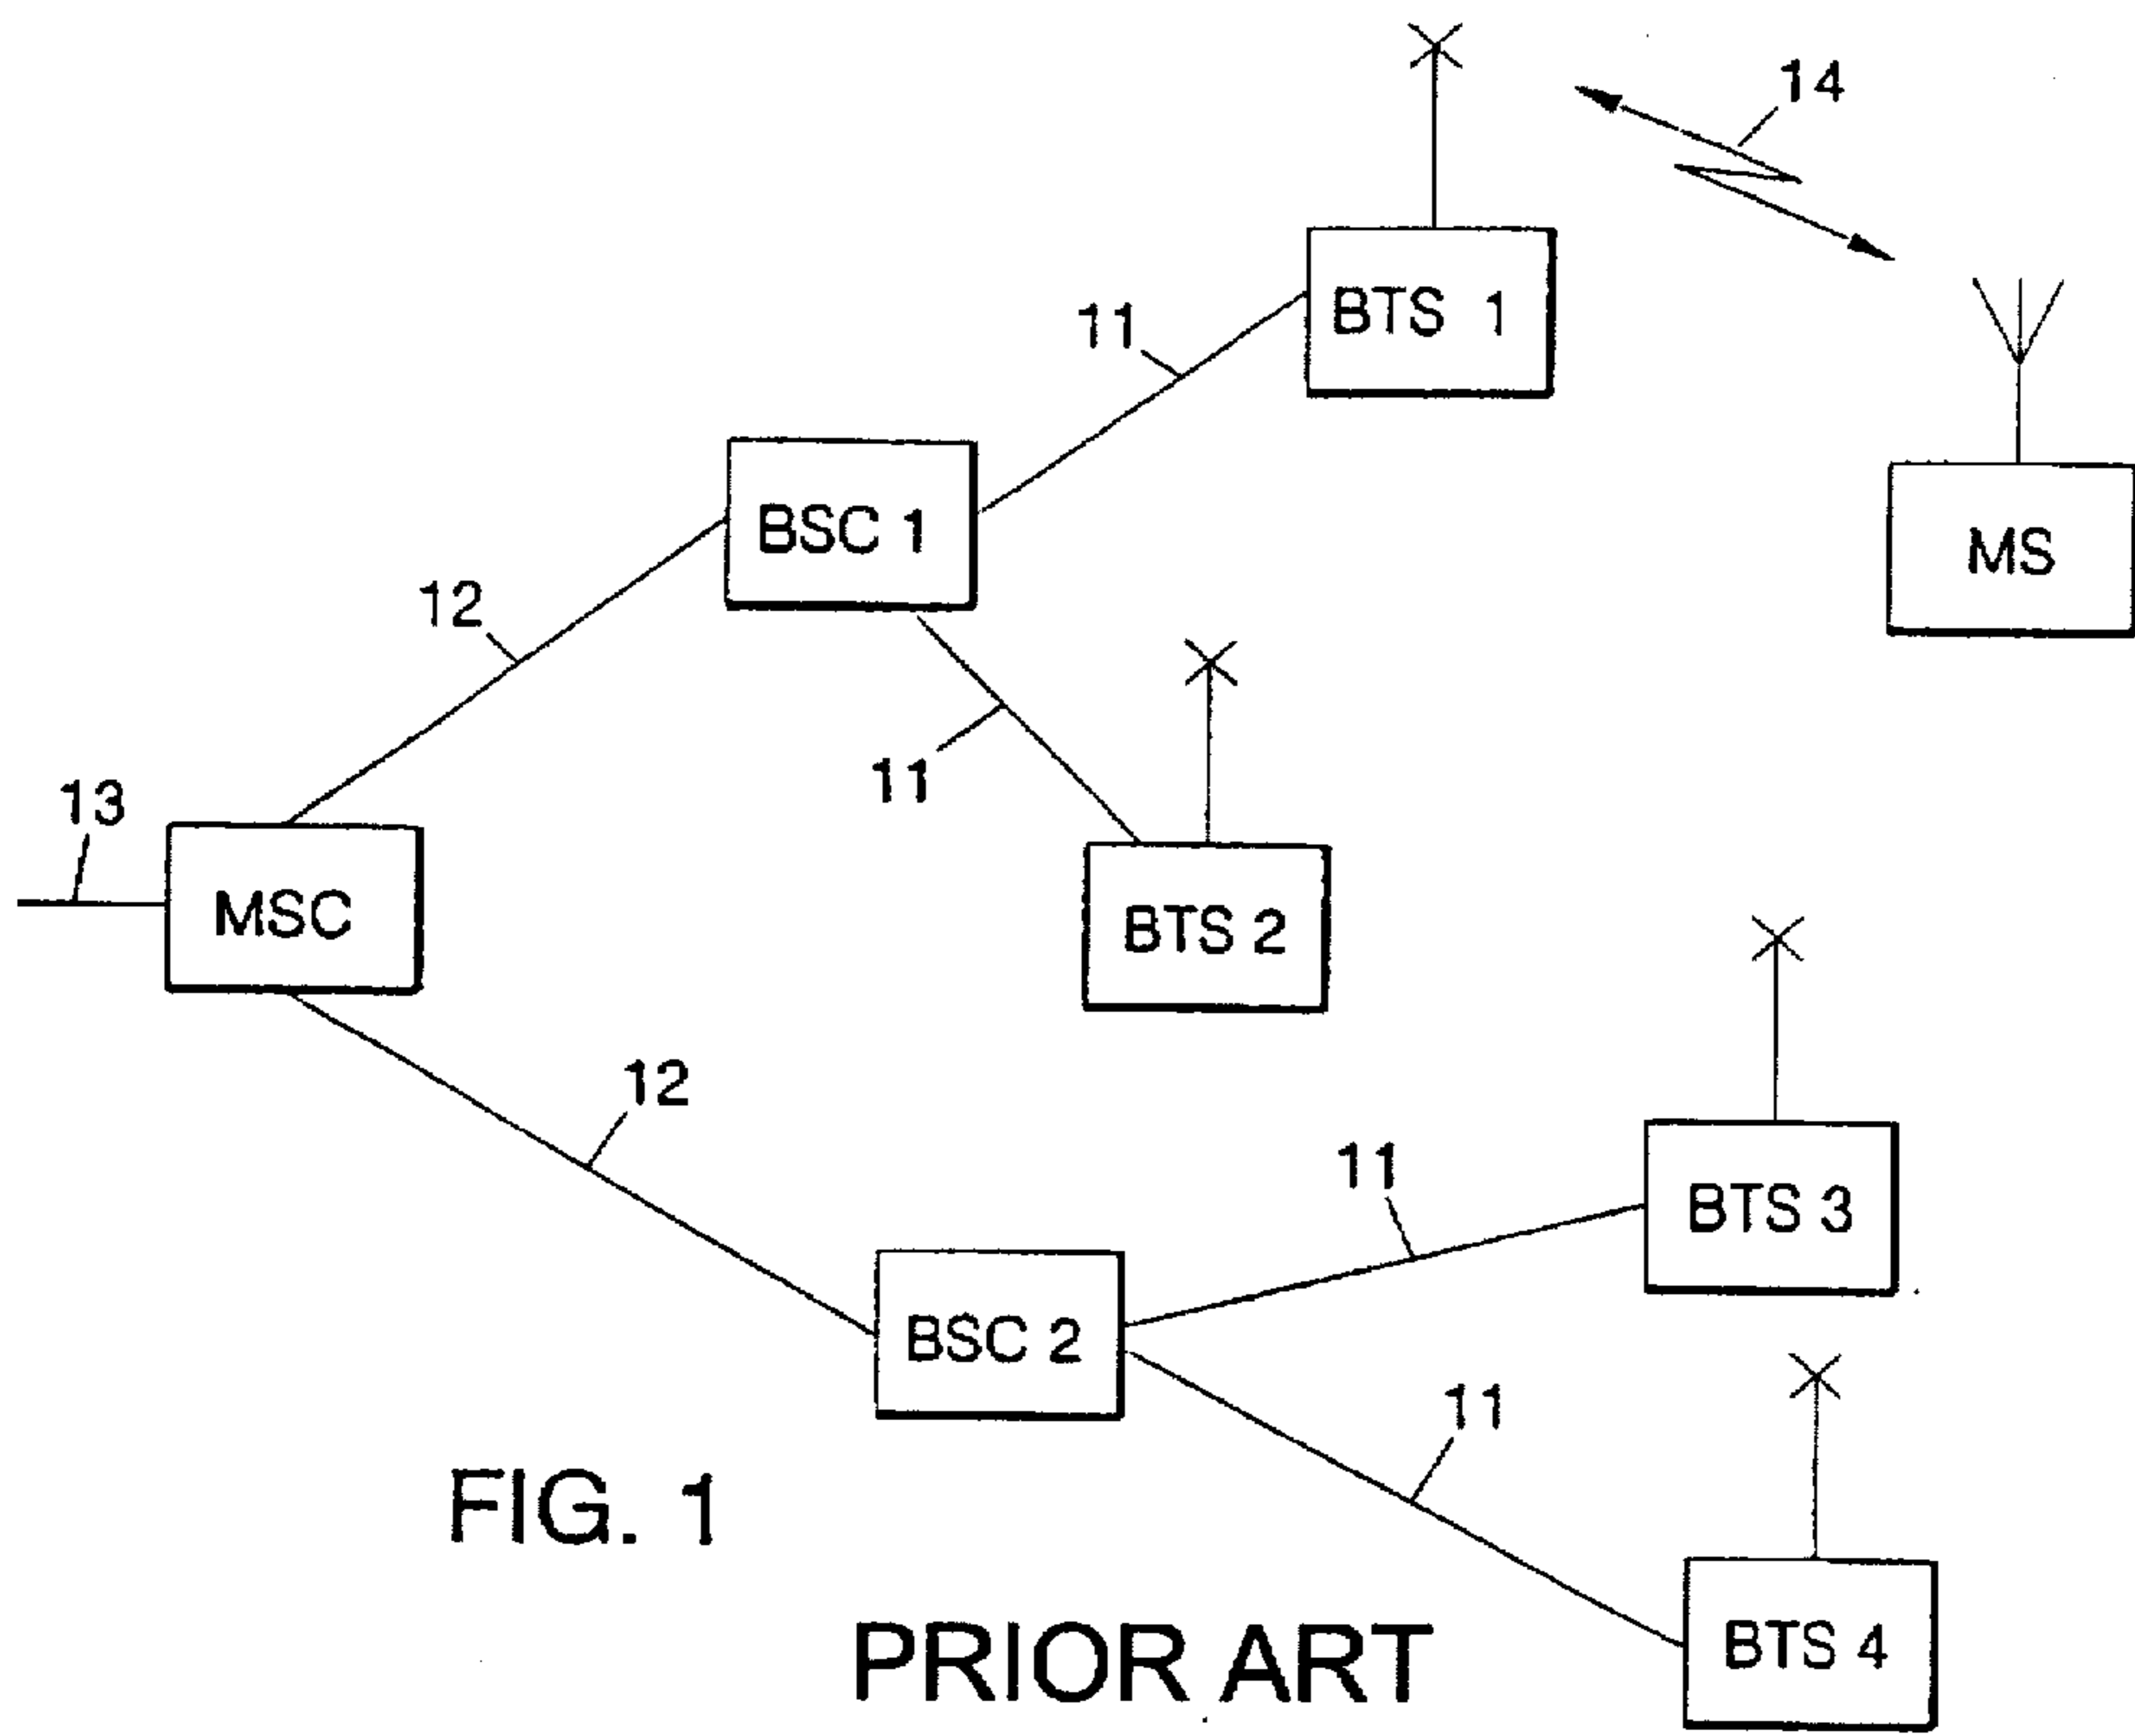 14
BTS 1
11
BSC 1
MS
12
11
13
MSC
BTS 2
12
11
BTS 3
BSC 2
11
FIG. 1
BTS 4
PRIOR ART